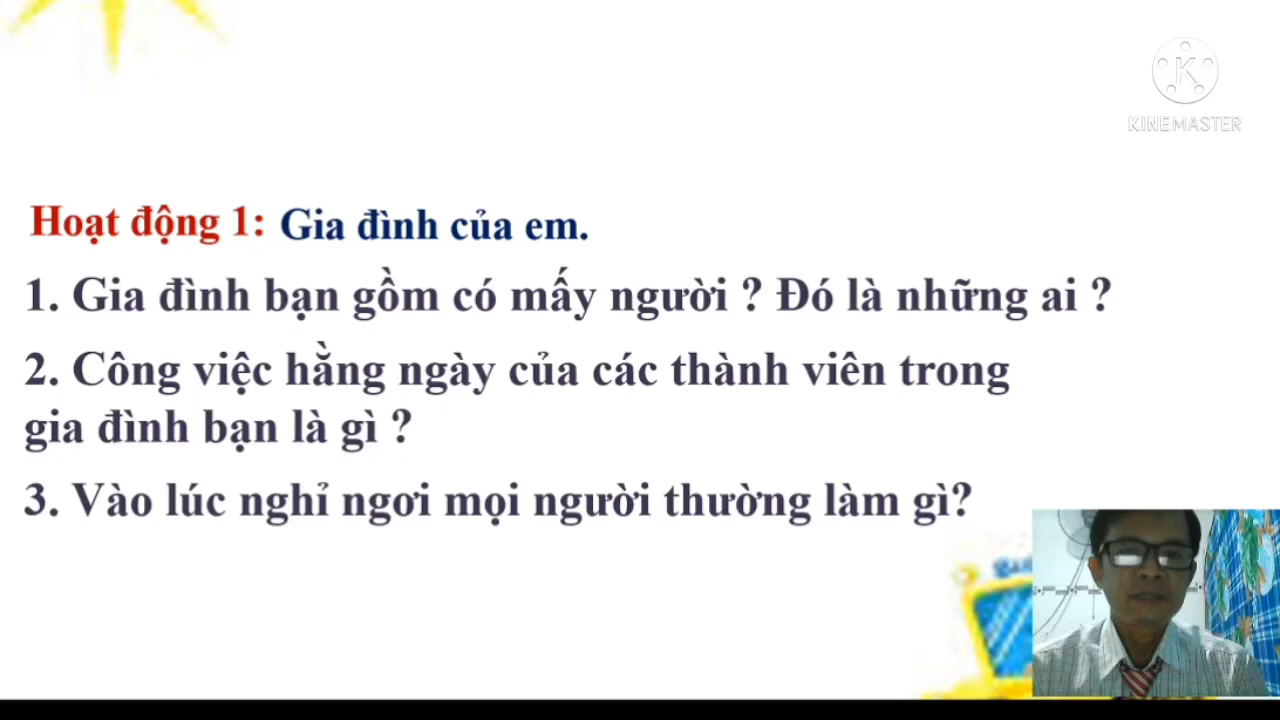 KINEMASTER
Hoạt động 1: Gia đình của em.
1. Gia đình bạn gồm có mấy người ? Đó là những ai ?
2. Công việc hằng ngày của các thành viên trong
gia đình bạn là gì ?
3. Vào lúc nghỉ ngơi mọi người thường làm gì?